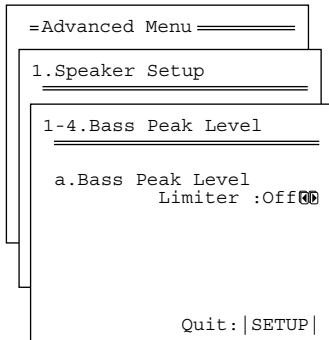 =Advanced Menu
1.Speaker Setup
1-4.Bass Peak Level
a.Bass Peak Level
Limiter :Off
Quit:|SETUP|